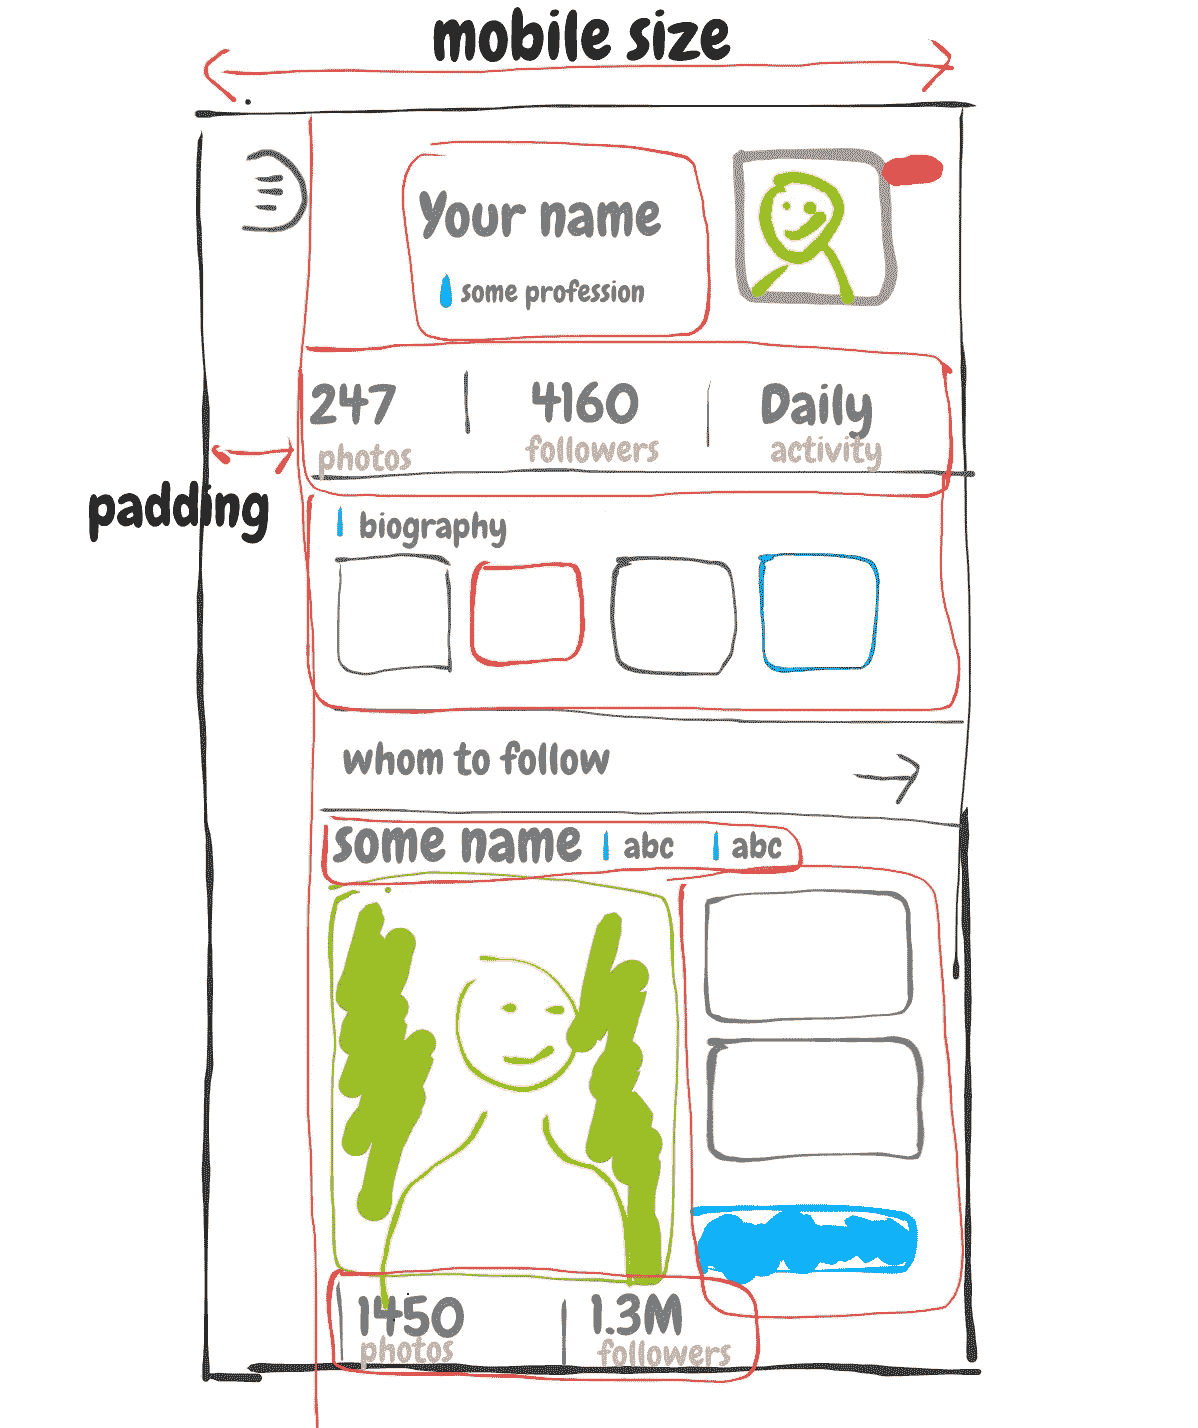 mobile size
Your name
some profession
247 4160 Daily
photos followers activity
padding
biography
whom to follow
some name abc abc
1450 1.3M
photos followers